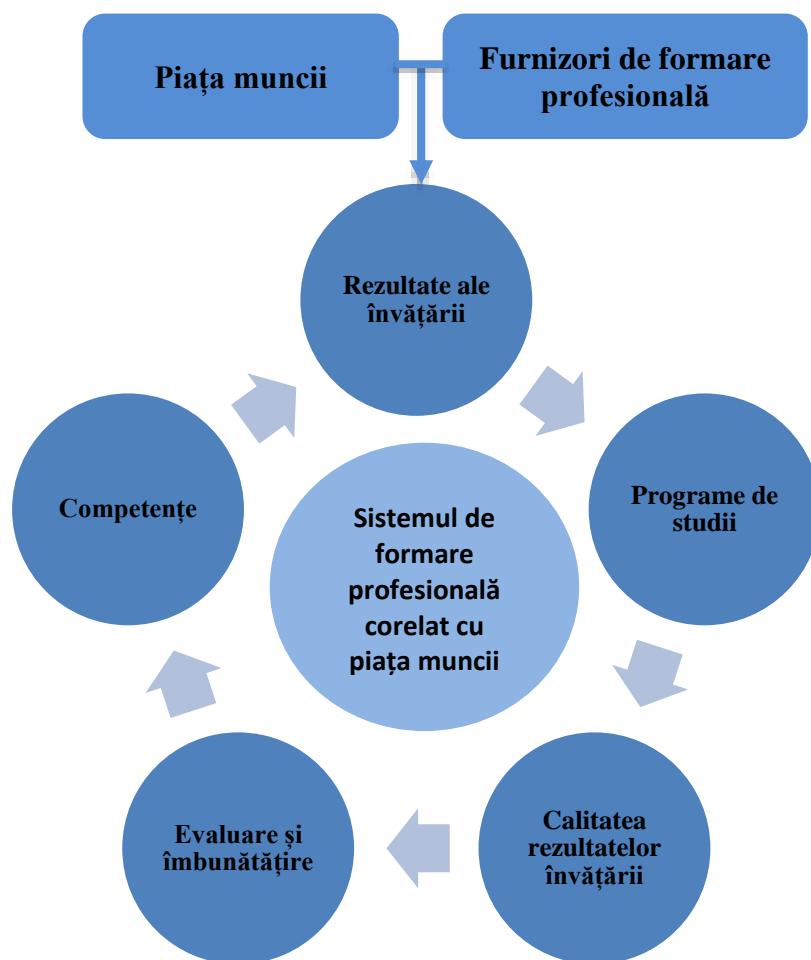 Piața muncii
Furnizori de formare
profesională
Rezultate ale
învățării
Programe de
studii
Calitatea
rezultatelor
învățării
Evaluare și
îmbunătățire
Competențe
Sistemul de
formare
profesională
corelat cu
piața muncii